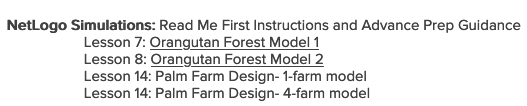 NetLogo Simulations: Read Me First Instructions and Advance Prep Guidance
Lesson 7: Orangutan Forest Model 1
Lesson 8: Orangutan Forest Model 2
Lesson 14: Palm Farm Design- 1-farm model
Lesson 14: Palm Farm Design- 4-farm model